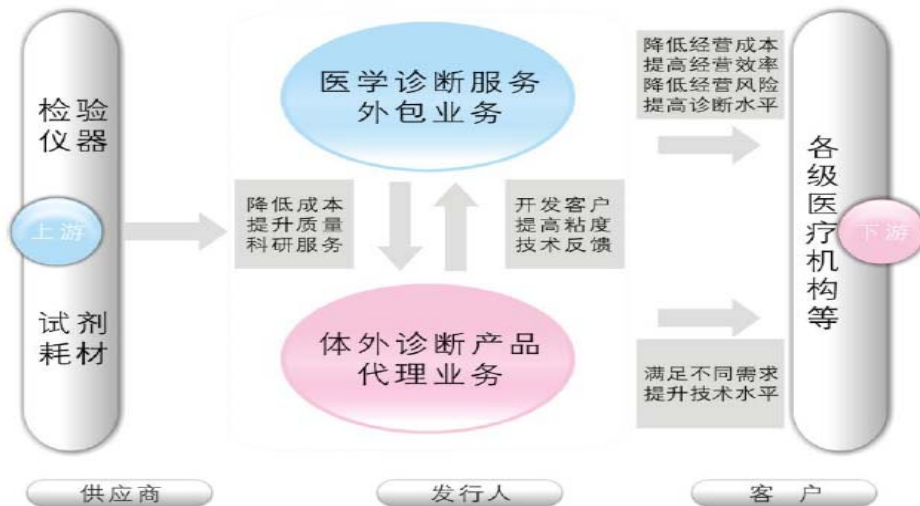 检验
仪器
上游
试剂
耗材
医学诊断服务
外包业务
降低成本
提升质量
科研服务
开发客户
提高粘度
技术反馈
体外诊断产品
代理业务
降低经营成本
提高经营效率
降低经营风险
提高诊断水平
满足不同需求
提升技术水平
各级医疗机构等
下游
供应商
发行人
客 户